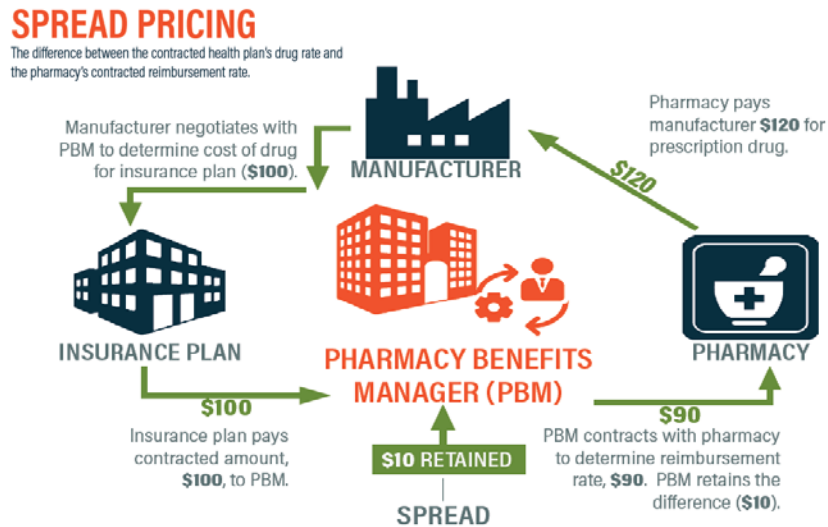 SPREAD PRICING
The difference between the contracted health plan's drug rate and
the pharmacy's contracted reimbursement rate.
Manufacturer negotiates with
PBM to determine cost of drug
for insurance plan ($100).
MANUFACTURER
Pharmacy pays
manufacturer $120 for
prescription drug.
$120
INSURANCE PLAN
PHARMACY BENEFITS
MANAGER (PBM)
PHARMACY
$100
Insurance plan pays
contracted amount,
$100, to PBM.
$10 RETAINED
SPREAD
$90
PBM contracts with pharmacy
to determine reimbursement
rate, $90. PBM retains the
difference ($10).